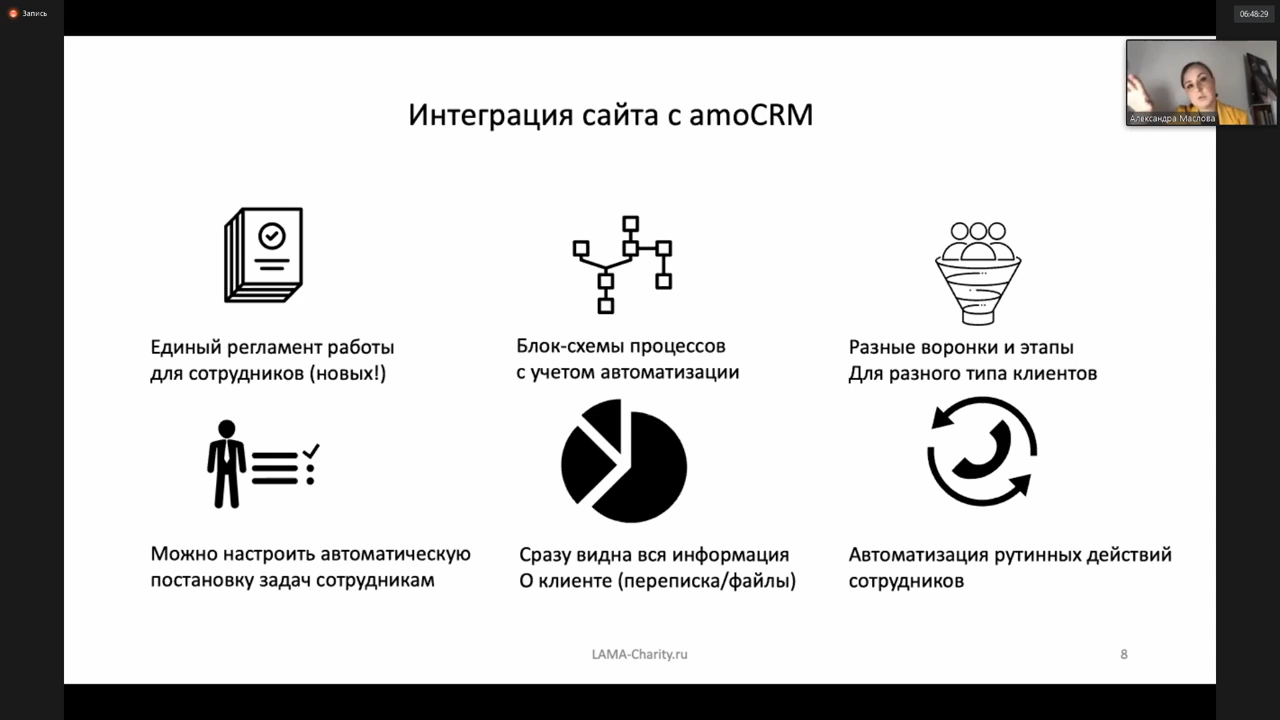 Запись
06:48:29
Александра Маслова
Интеграция сайта с amoCRM
Единый регламент работы
для сотрудников (новых!)
Блок-схемы процессов
с учетом автоматизации
Разные воронки и этапы
Для разного типа клиентов
Можно настроить автоматическую
постановку задач сотрудникам
Сразу видна вся информация
О клиенте (переписка/файлы)
Автоматизация рутинных действий
сотрудников
LAMA-Charity.ru
8